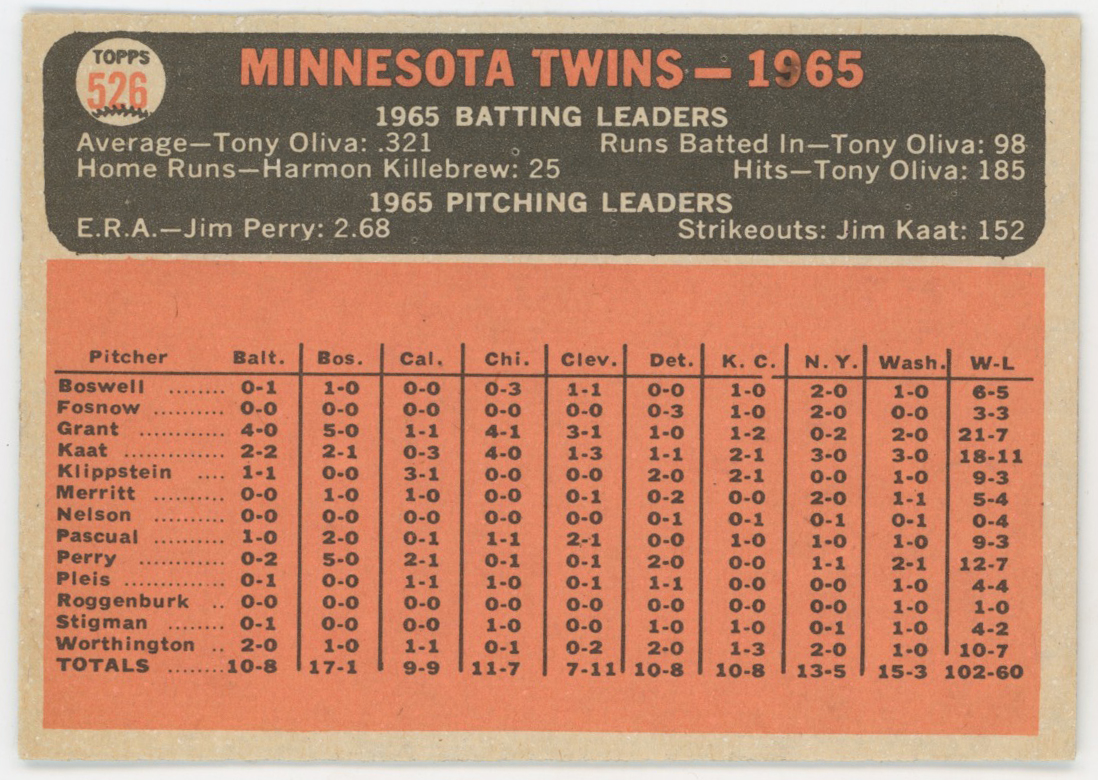 TOPPS
526
MINNESOTA TWINS — 1965
1965 BATTING LEADERS
Average—Tony Oliva: .321 Runs Batted In—Tony Oliva: 98
Home Runs—Harmon Killebrew: 25 Hits—Tony Oliva: 185
1965 PITCHING LEADERS
E.R.A.—Jim Perry: 2.68 Strikeouts: Jim Kaat: 152
Pitcher Balt. Bos. Cal. Chi. Clev. Det. K. C. N. Y. Wash. W-L
Boswell ........ 0-1 1-0 0-0 0-3 1-1 0-0 1-0 2-0 1-0 6-5
Fosnow ............ 0-0 0-0 0-0 0-0 0-0 0-3 1-0 2-0 0-0 3-3
Grant ............ 4-0 5-0 1-1 4-1 3-1 1-0 1-2 0-2 2-0 21-7
Kaat .............. 2-2 2-1 0-3 4-0 1-3 1-1 2-1 3-0 3-0 18-11
Klippstein .... 1-1 0-0 3-1 0-0 0-0 2-0 2-1 0-0 1-0 9-3
Merritt .......... 0-0 1-0 1-0 0-0 0-1 0-2 0-0 2-0 1-1 5-4
Nelson .......... 0-0 0-0 0-0 0-0 0-0 0-1 0-1 0-1 0-1 0-4
Pascual .......... 1-0 2-0 0-1 1-1 2-1 0-0 1-0 1-0 1-0 9-3
Perry .............. 0-2 5-0 2-1 0-1 0-1 2-0 0-0 1-1 2-1 12-7
Pleis .............. 0-1 0-0 1-1 1-0 0-1 1-1 0-0 0-0 1-0 4-4
Roggenburk .. 0-0 0-0 0-0 0-0 0-0 0-0 0-0 0-0 1-0 1-0
Stigman ........ 0-1 0-0 0-0 1-0 0-0 1-0 1-0 0-1 1-0 4-2
Worthington .. 2-0 1-0 1-1 0-1 0-2 2-0 1-3 2-0 1-0 10-7
TOTALS ........ 10-8 17-1 9-9 11-7 7-11 10-8 10-8 13-5 15-3 102-60